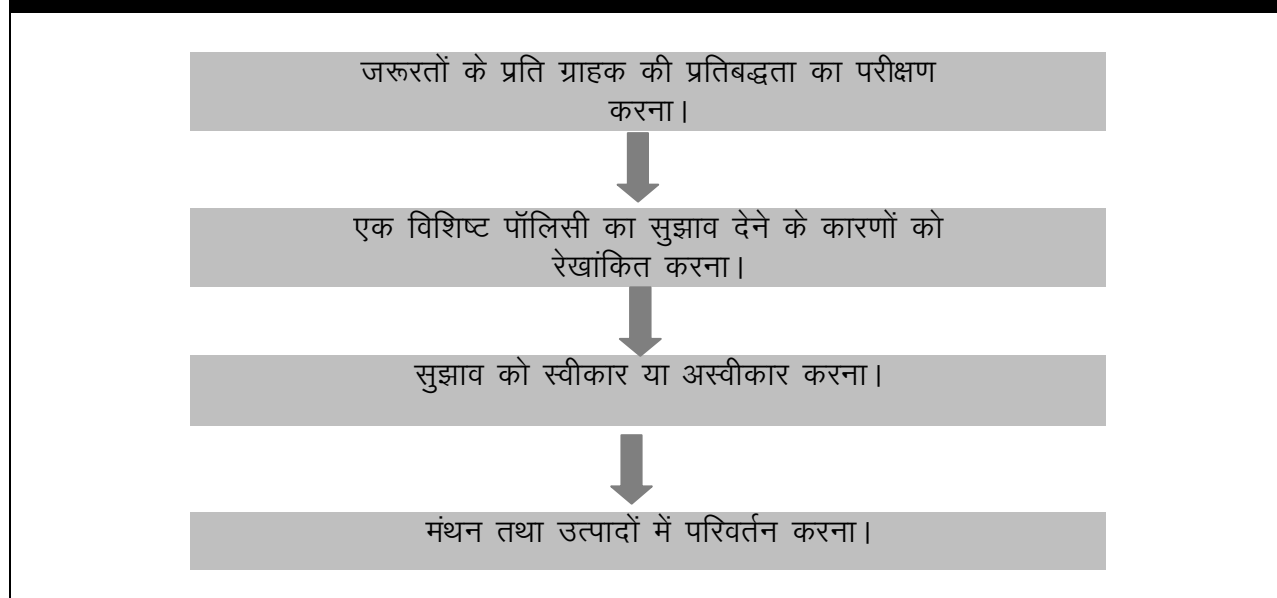 जरूरतों के प्रति ग्राहक की प्रतिबद्धता का परीक्षण
करना।
एक विशिष्ट पॉलिसी का सुझाव देने के कारणों को
रेखांकित करना।
सुझाव को स्वीकार या अस्वीकार करना।
मंथन तथा उत्पादों में परिवर्तन करना।